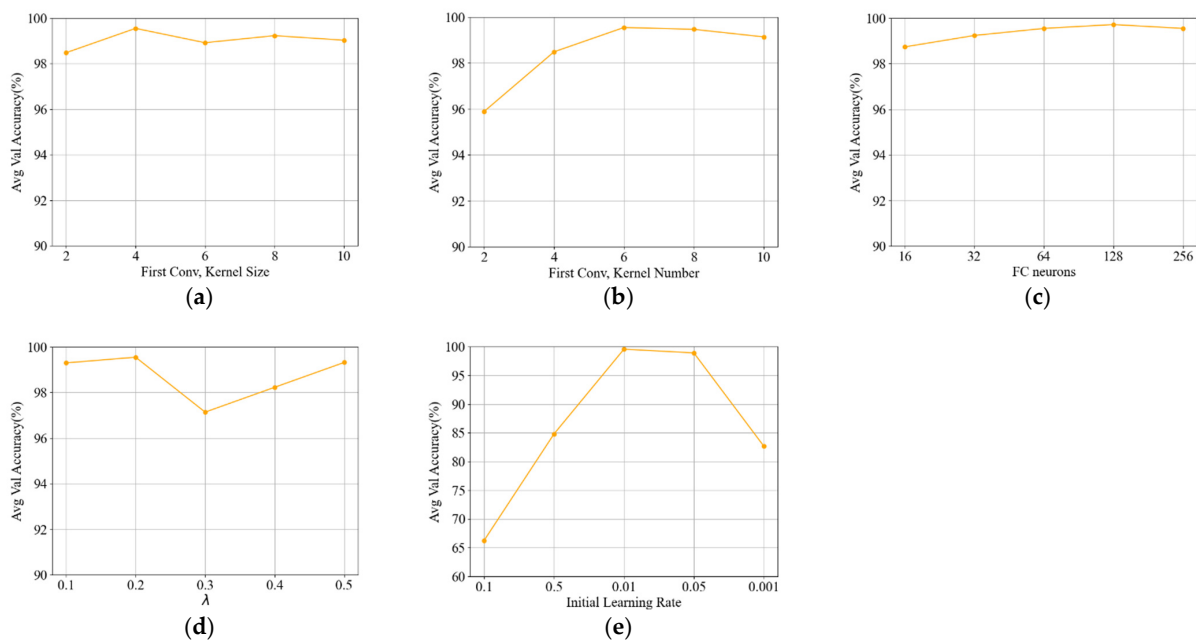 100
98
96
94
92
90
Avg Val Accuracy(%)
2 4 6 8 10
First Conv, Kernel Size
(a)
100
98
96
94
92
90
Avg Val Accuracy(%)
2 4 6 8 10
First Conv, Kernel Number
(b)
100
98
96
94
92
90
Avg Val Accuracy(%)
16 32 64 128 256
FC neurons
(c)
100
98
96
94
92
90
Avg Val Accuracy(%)
0.1 0.2 0.3 0.4 0.5
λ
(d)
100
95
90
85
80
75
70
65
60
Avg Val Accuracy(%)
0.1 0.5 0.01 0.05 0.001
Initial Learning Rate
(e)